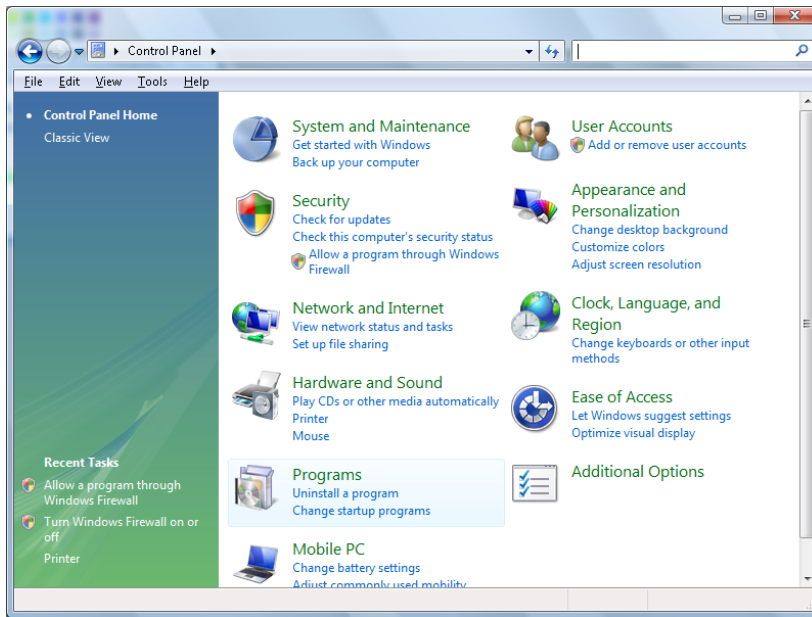 Control Panel
File Edit View Tools Help
Control Panel Home
Classic View
Recent Tasks
Allow a program through
Windows Firewall
Turn Windows Firewall on or
off
Printer
System and Maintenance
Get started with Windows
Back up your computer
Security
Check for updates
Check this computer's security status
Allow a program through Windows
Firewall
Network and Internet
View network status and tasks
Set up file sharing
Hardware and Sound
Play CDs or other media automatically
Printer
Mouse
Programs
Uninstall a program
Change startup programs
Mobile PC
Change battery settings
Adjust commonly used mobility
User Accounts
Add or remove user accounts
Appearance and
Personalization
Change desktop background
Customize colors
Adjust screen resolution
Clock, Language, and
Region
Change keyboards or other input
methods
Ease of Access
Let Windows suggest settings
Optimize visual display
Additional Options